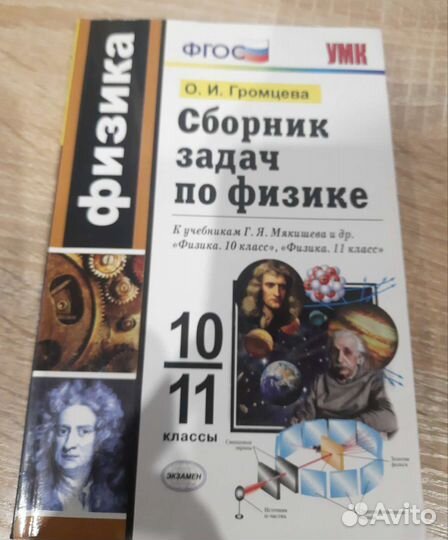 физика
ФГОС
УМК
О. И. Громцева
Сборник
задач
по физике
К учебникам Г. Я. Мякишева и др.
«Физика. 10 класс», «Физика. 11 класс»
10
11
классы
ЭКЗАМЕН
Источник
Avito